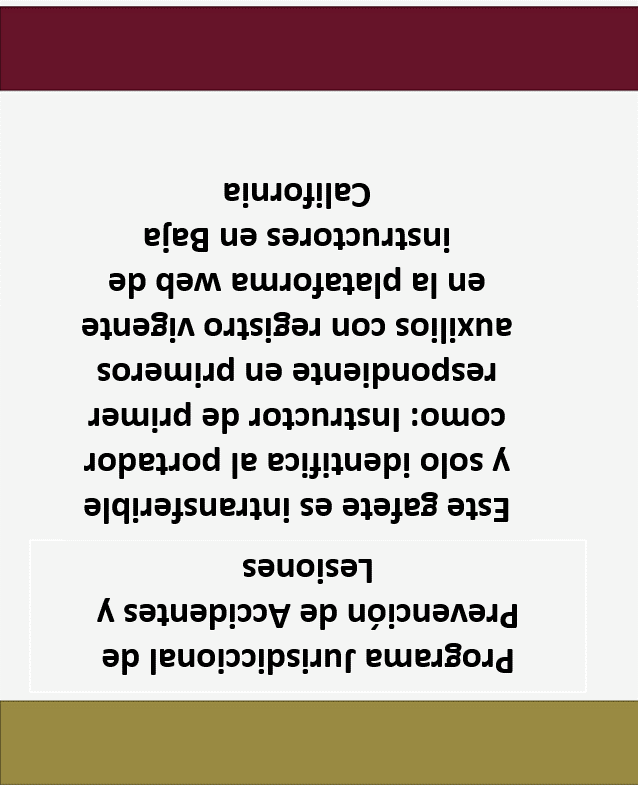 Programa Jurisdiccional de
Prevención de Accidentes y
Lesiones
Este gafete es intransferible
y solo identifica al portador
como: Instructor de primer
respondiente en primeros
auxilios con registro vigente
en la plataforma web de
instructores en Baja
California